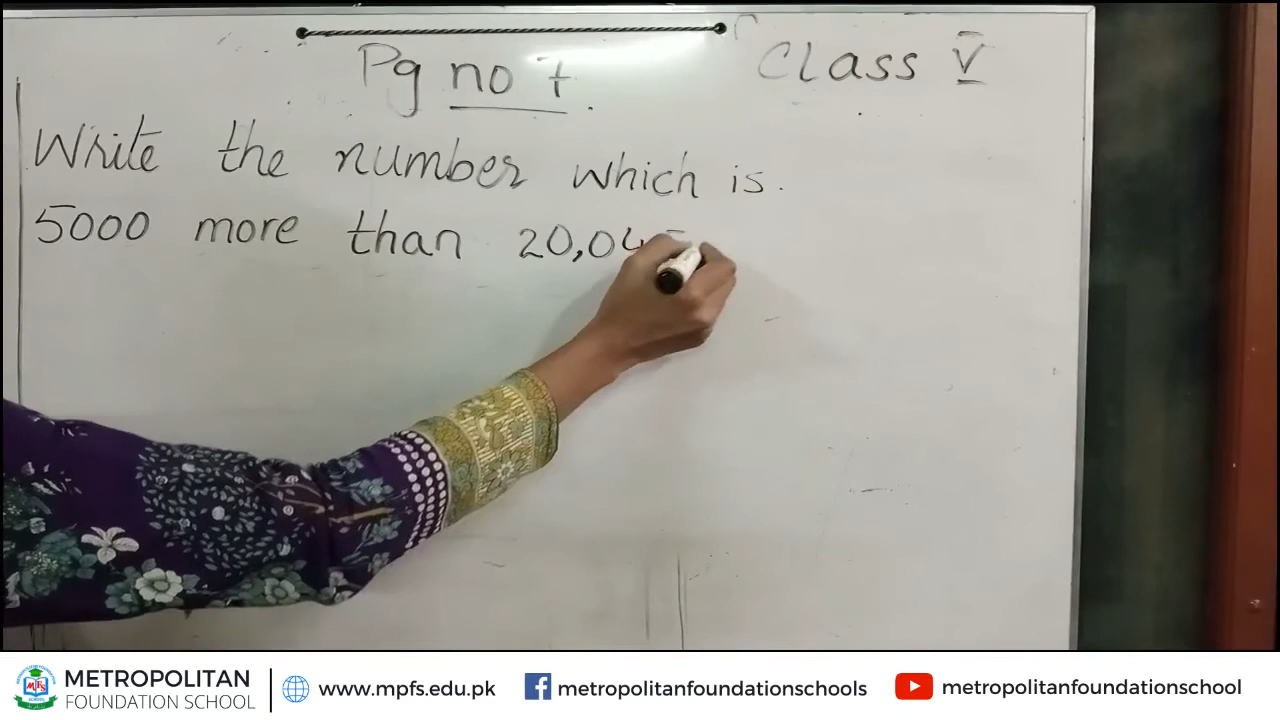 Pg no 7
Class V
Write the number which is.
5000 more than 20,04
METROPOLITAN
FOUNDATION SCHOOL
www.mpfs.edu.pk
metropolitanfoundationschools
metropolitanfoundationschool